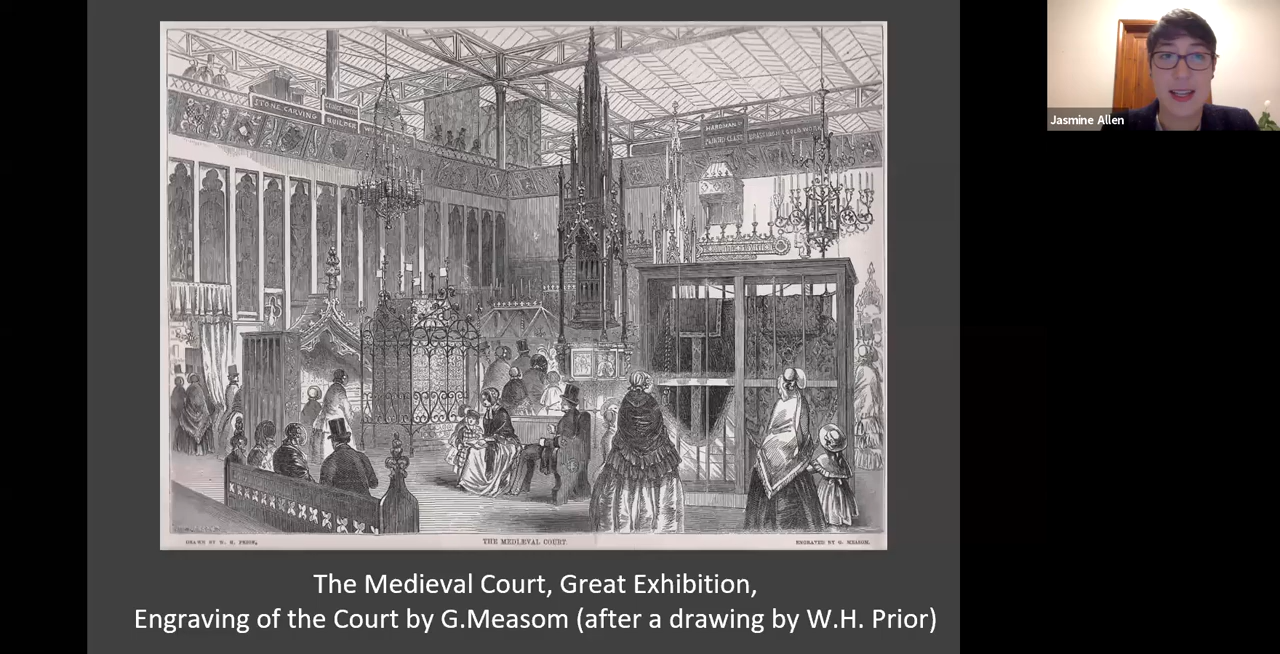 STONE CARVING
BUILDER
HARDMAN
Jasmine Allen
DRAWN BY W. H. PRIOR,
THE MEDIÆVAL COURT.
ENGRAVED BY G. MEASOM.
The Medieval Court, Great Exhibition,
Engraving of the Court by G.Measom (after a drawing by W.H. Prior)